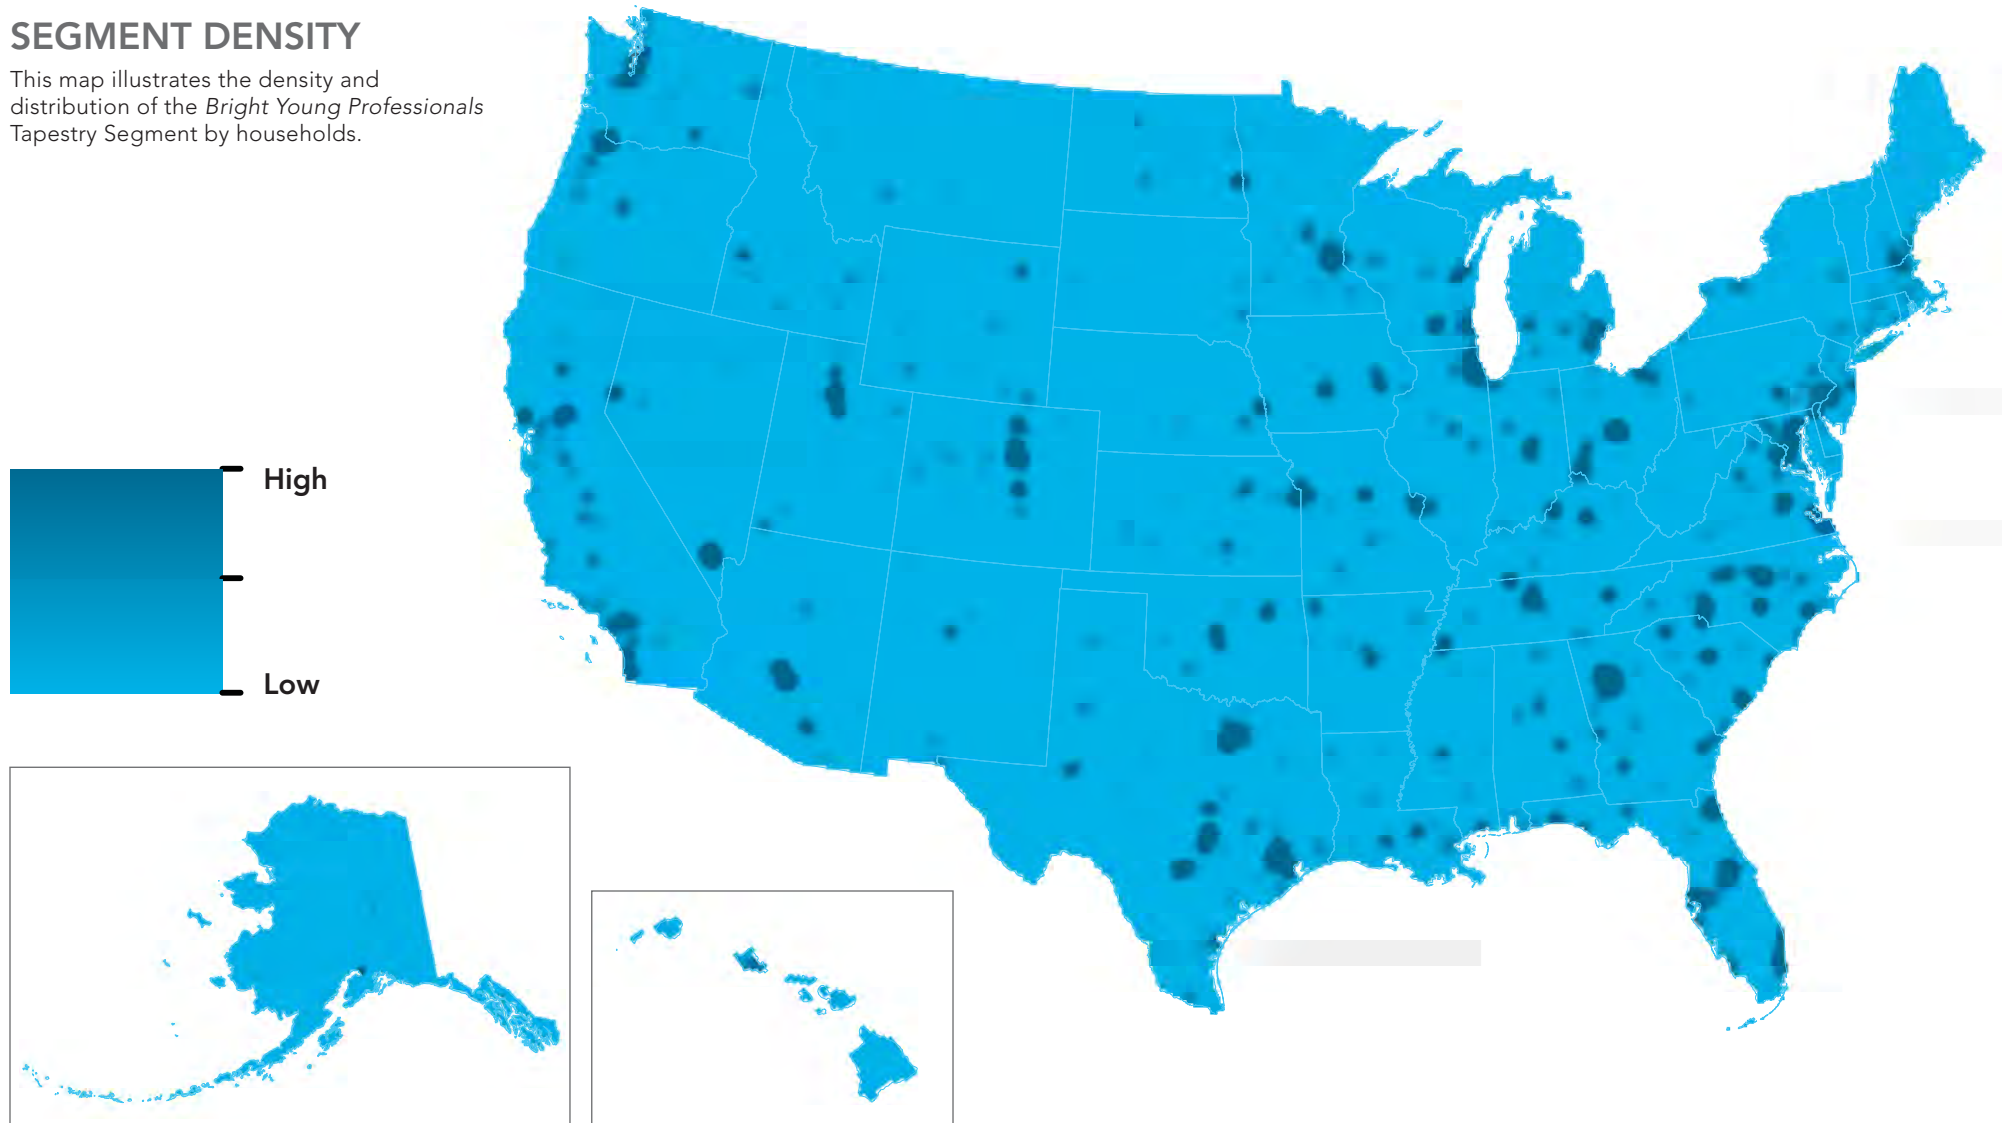 SEGMENT DENSITY
This map illustrates the density and
distribution of the Bright Young Professionals
Tapestry Segment by households.
High
Low